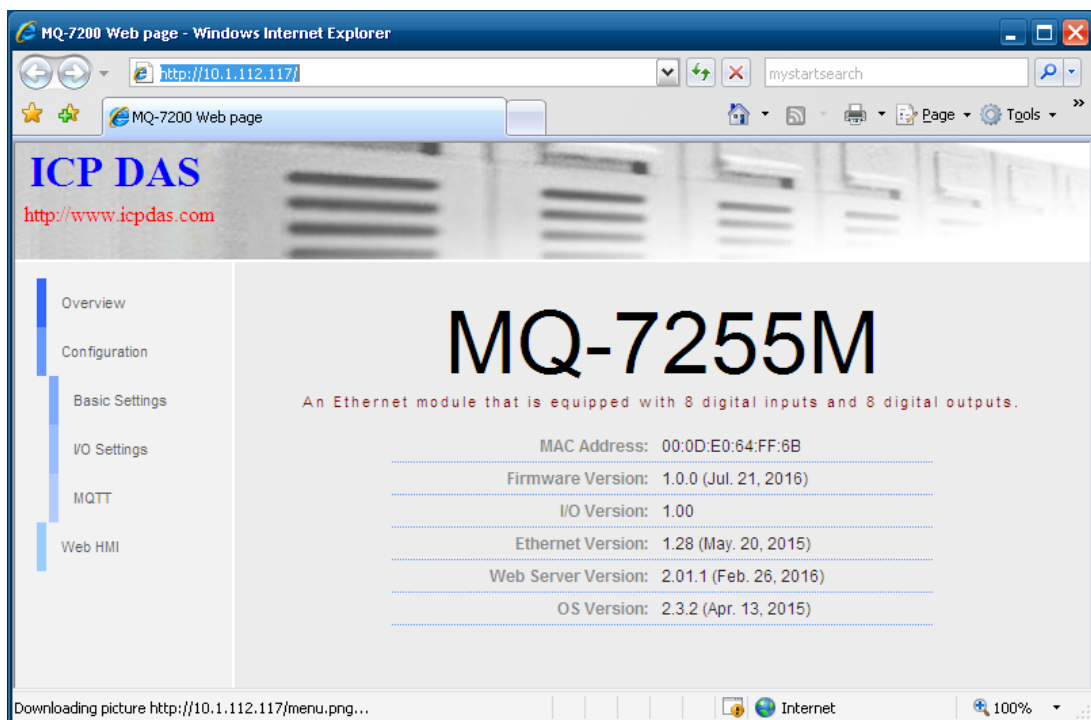 MQ-7200 Web page - Windows Internet Explorer
http://10.1.112.117/
mystartsearch
MQ-7200 Web page
Page
Tools
»
ICP DAS
http://www.icpdas.com
Overview
Configuration
Basic Settings
I/O Settings
MQTT
Web HMI
MQ-7255M
An Ethernet module that is equipped with 8 digital inputs and 8 digital outputs.
MAC Address: 00:0D:E0:64:FF:6B
Firmware Version: 1.0.0 (Jul. 21, 2016)
I/O Version: 1.00
Ethernet Version: 1.28 (May. 20, 2015)
Web Server Version: 2.01.1 (Feb. 26, 2016)
OS Version: 2.3.2 (Apr. 13, 2015)
Downloading picture http://10.1.112.117/menu.png...
Internet
100%